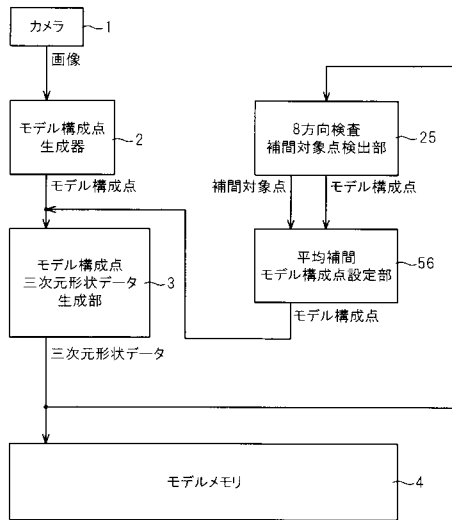 カメラ
1
画像
モデル構成点
生成器
2
モデル構成点
8方向検査
補間対象点検出部
25
補間対象点
モデル構成点
平均補間
モデル構成点設定部
56
モデル構成点
モデル構成点
三次元形状データ
生成部
3
三次元形状データ
モデルメモリ
4